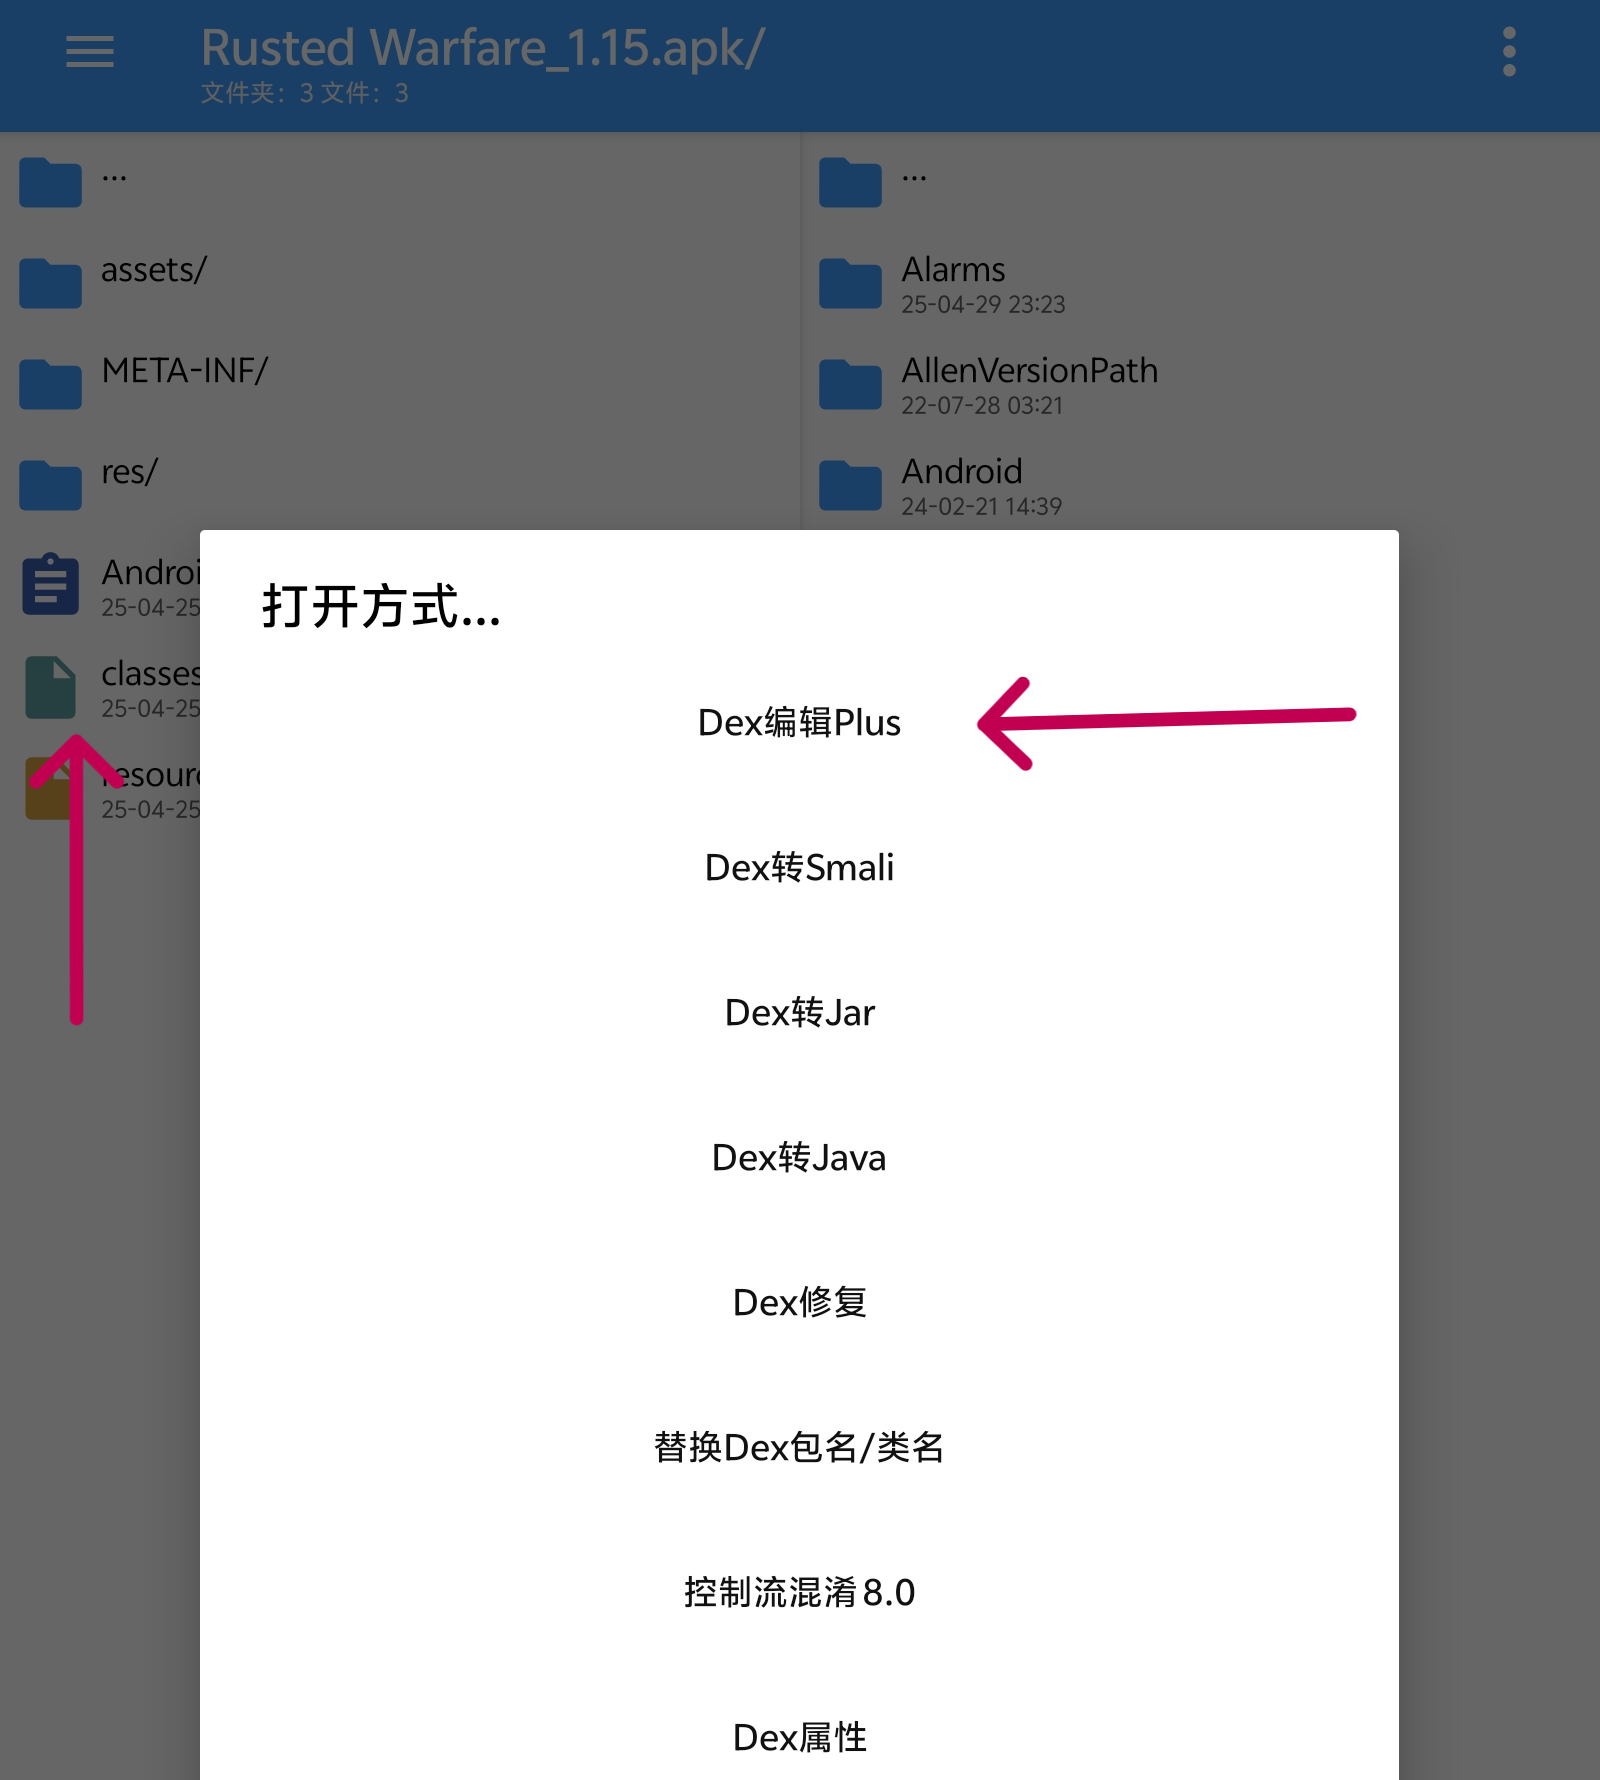 Rusted Warfare_1.15.apk/
文件夹：3 文件：3
...
assets/
META-INF/
res/
Androi
25-04-25
classes
25-04-25
resourc
25-04-25
...
Alarms
25-04-29 23:23
AllenVersionPath
22-07-28 03:21
Android
24-02-21 14:39
打开方式...
Dex编辑Plus
Dex转Smali
Dex转Jar
Dex转Java
Dex修复
替换Dex包名/类名
控制流混淆8.0
Dex属性